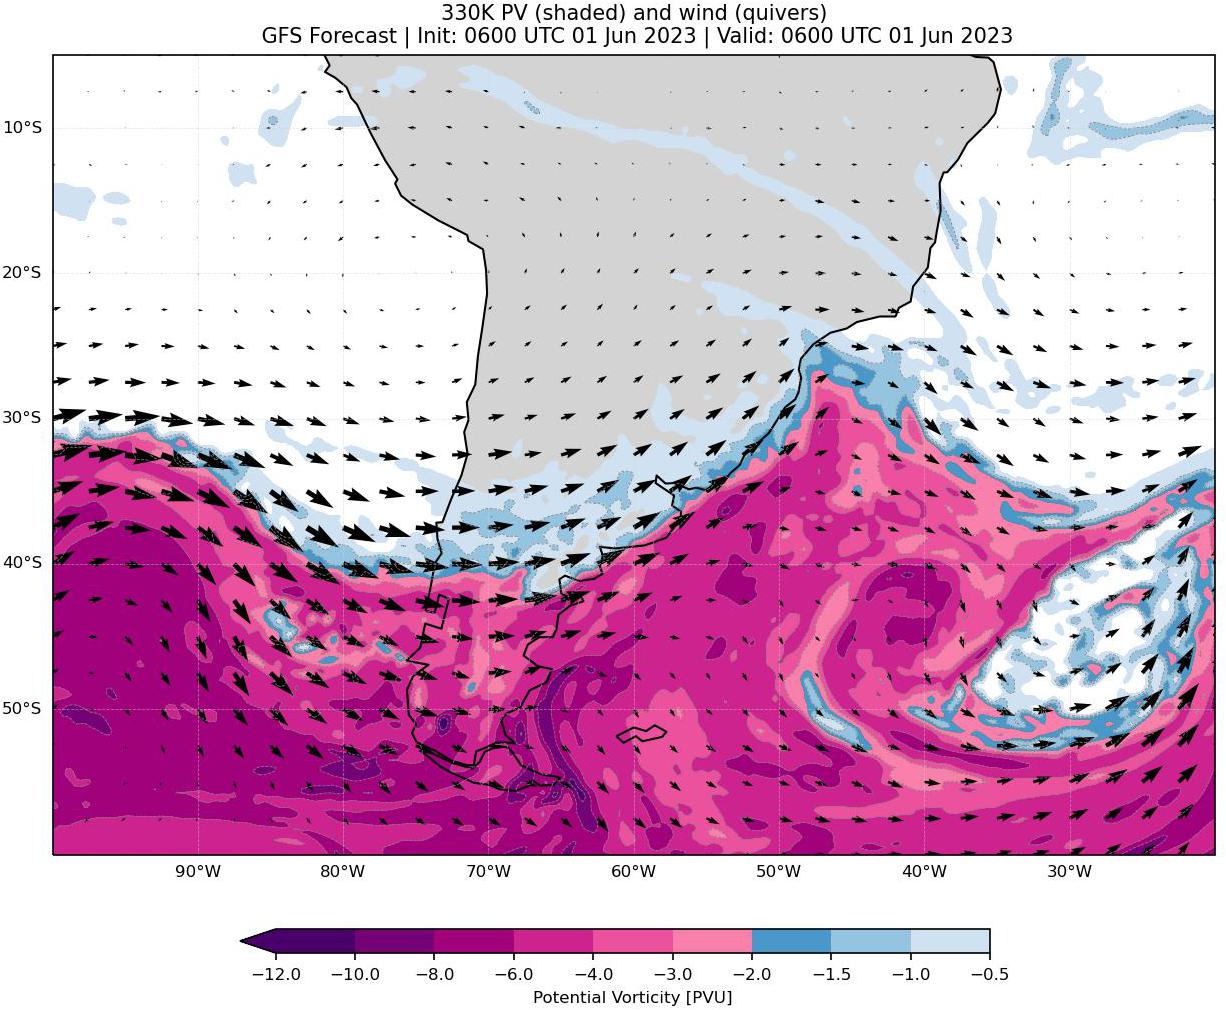 330K PV (shaded) and wind (quivers)
GFS Forecast | Init: 0600 UTC 01 Jun 2023 | Valid: 0600 UTC 01 Jun 2023
10°S
20°S
30°S
40°S
50°S
90°W 80°W 70°W 60°W 50°W 40°W 30°W
−12.0 −10.0 −8.0 −6.0 −4.0 −3.0 −2.0 −1.5 −1.0 −0.5
Potential Vorticity [PVU]